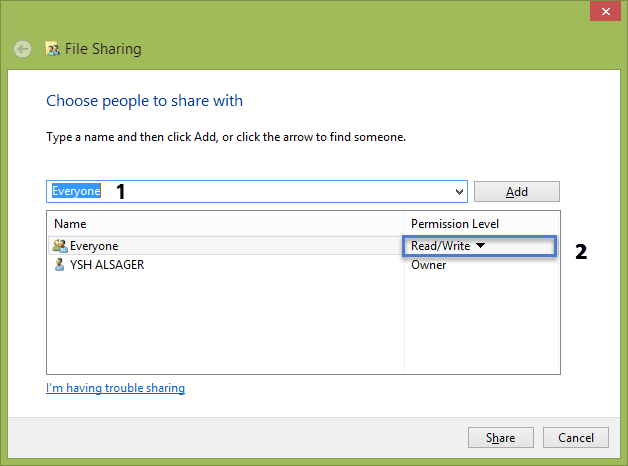 File Sharing
Choose people to share with
Type a name and then click Add, or click the arrow to find someone.
Everyone 1 Add
Name Permission Level
Everyone Read/Write 2
YSH ALSAGER Owner
I'm having trouble sharing
Share Cancel